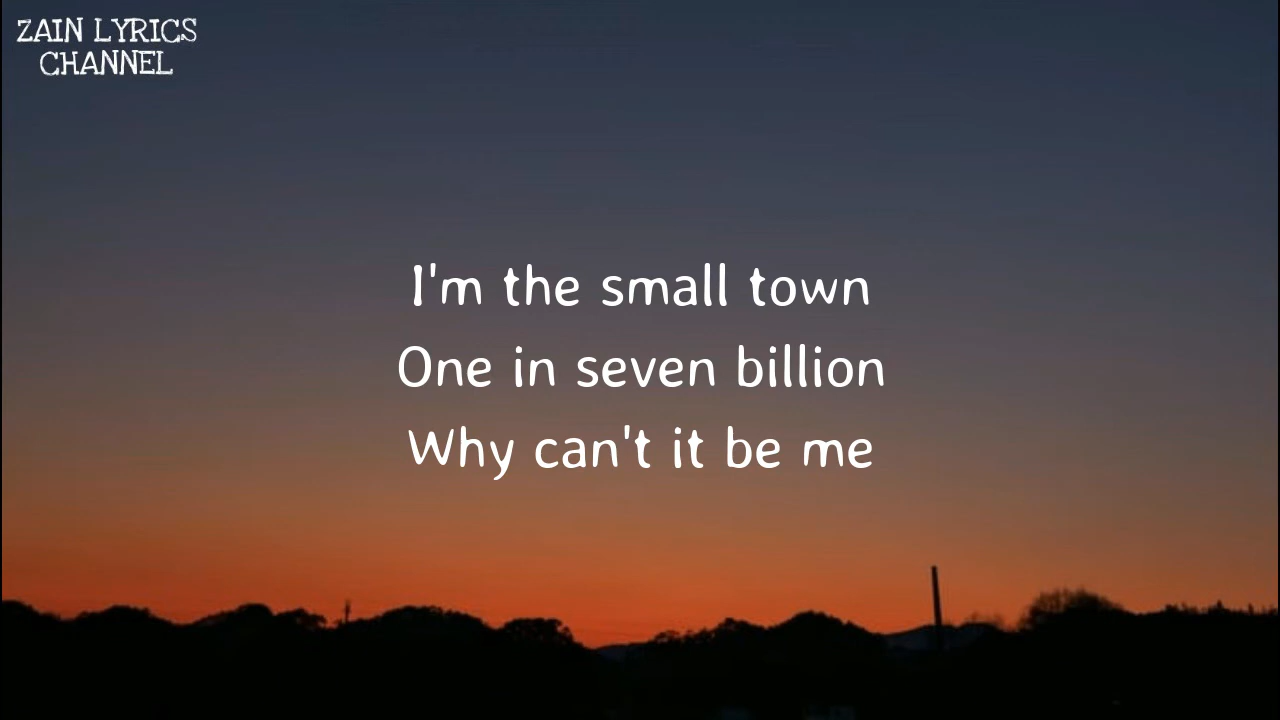 ZAIN LYRICS
CHANNEL
I'm the small town
One in seven billion
Why can't it be me